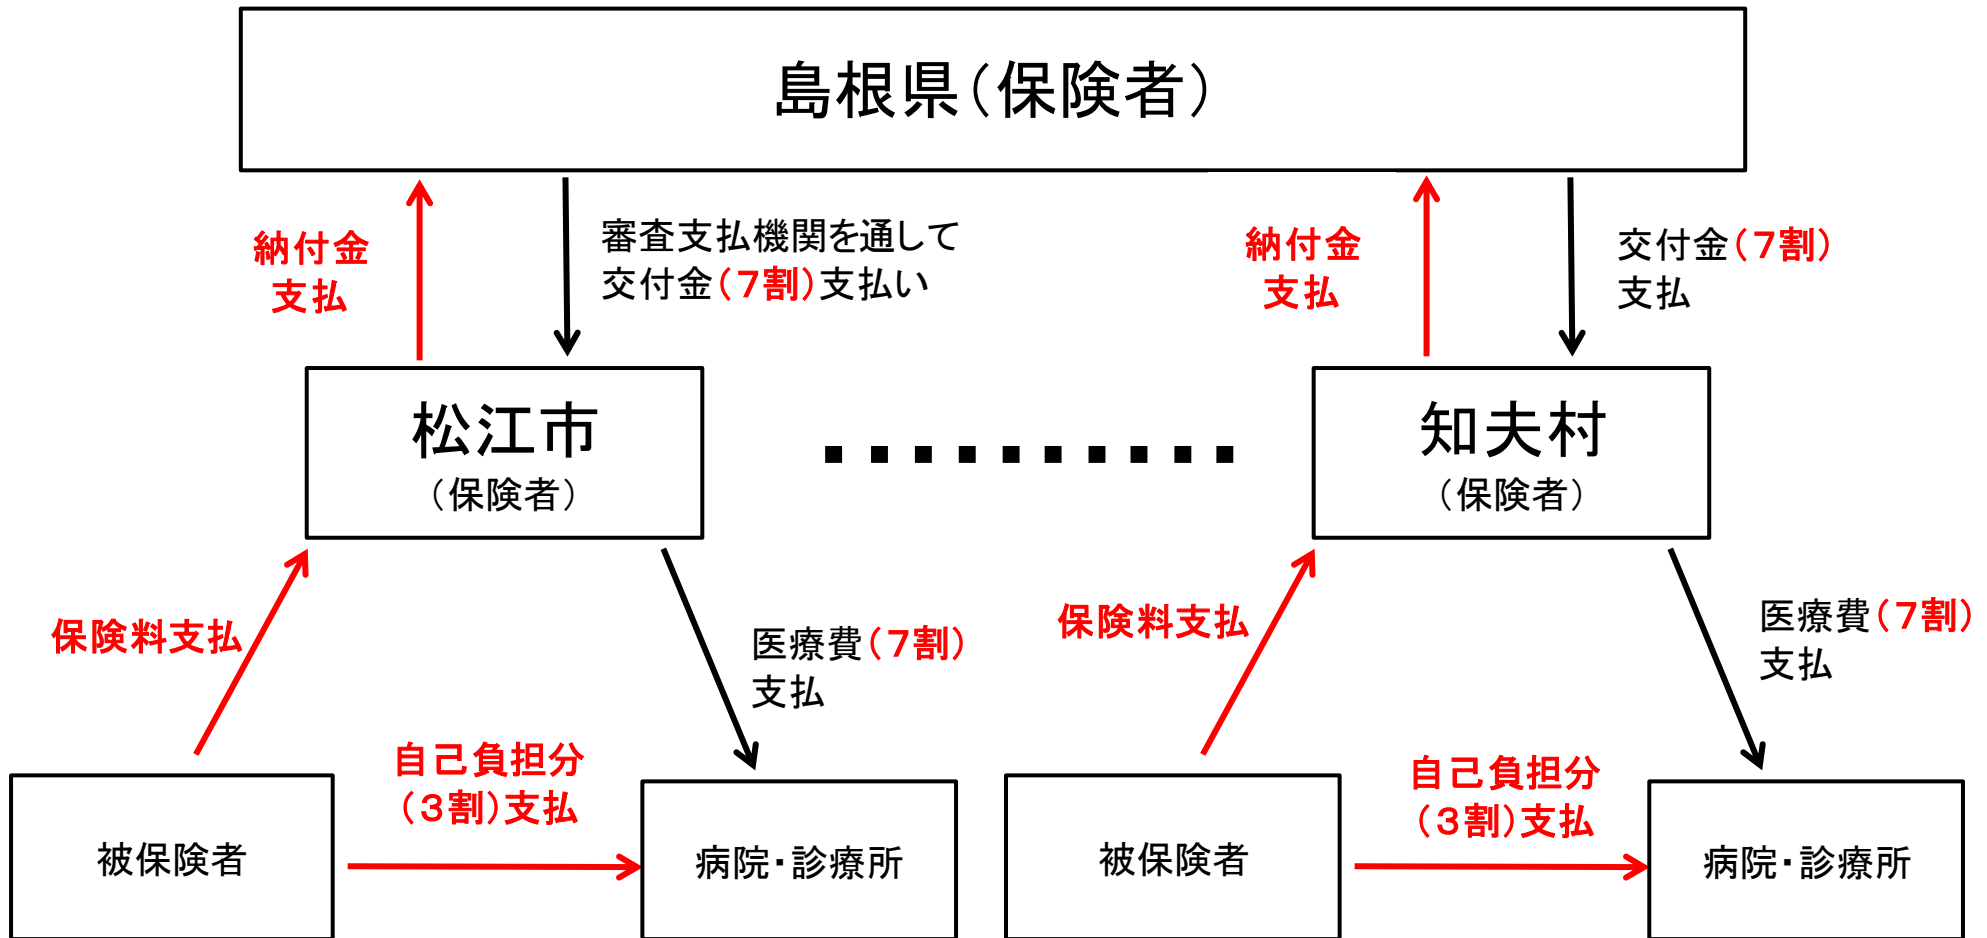 島根県（保険者）
納付金
支払
審査支払機関を通して
交付金（7割）支払い
納付金
支払
交付金（7割）
支払
松江市
（保険者）
知夫村
（保険者）
保険料支払
医療費（7割）
支払
保険料支払
医療費（7割）
支払
自己負担分
（3割）支払
自己負担分
（3割）支払
被保険者
病院・診療所
被保険者
病院・診療所